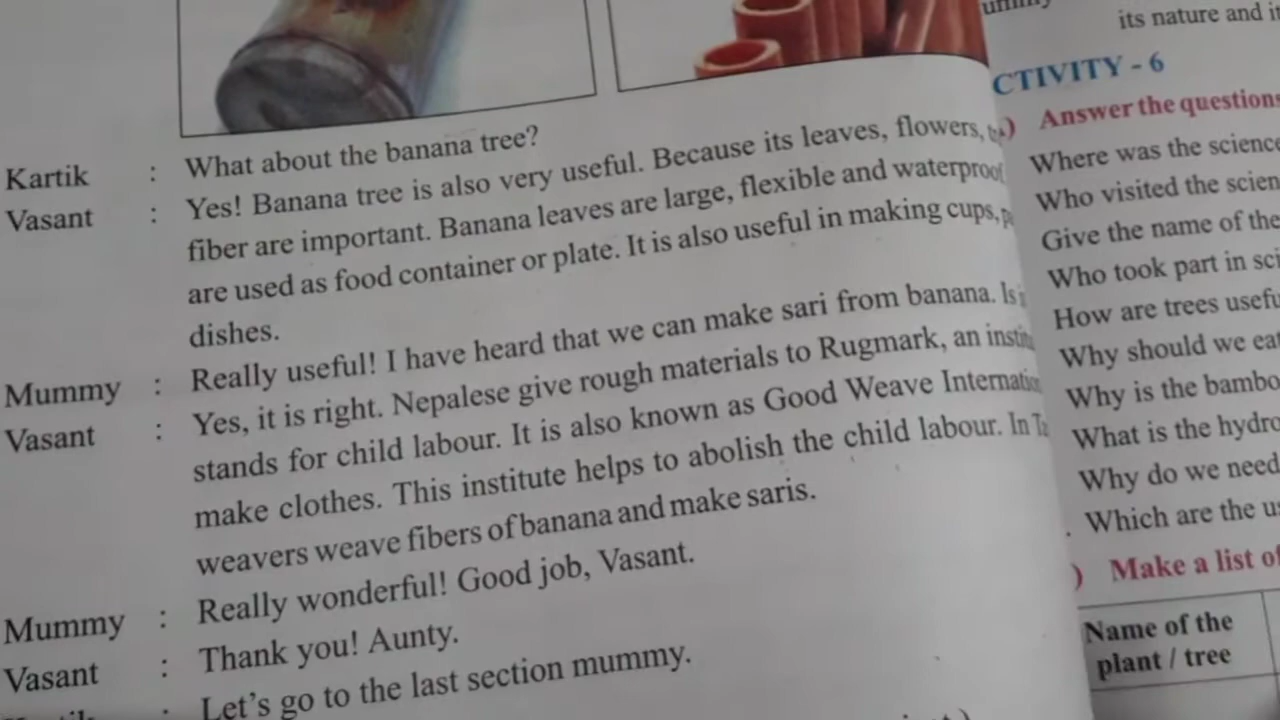 Kartik : What about the banana tree?
Vasant : Yes! Banana tree is also very useful. Because its leaves, flowers,
fiber are important. Banana leaves are large, flexible and waterproof
are used as food container or plate. It is also useful in making cups,
dishes.
Mummy : Really useful! I have heard that we can make sari from banana. Is
Vasant : Yes, it is right. Nepalese give rough materials to Rugmark, an
stands for child labour. It is also known as Good Weave
make clothes. This institute helps to abolish the child labour. In
weavers weave fibers of banana and make saris.
Mummy : Really wonderful! Good job, Vasant.
Vasant : Thank you! Aunty.
: Let's go to the last section mummy.
its nature and
CTIVITY - 6
) Answer the questions
Where was the science
Who visited the scien
Give the name of the
Who took part in sci
How are trees usefu
Why should we eat
Why is the bambo
What is the hydro
Why do we need
. Which are the us
) Make a list of
Name of the
plant / tree